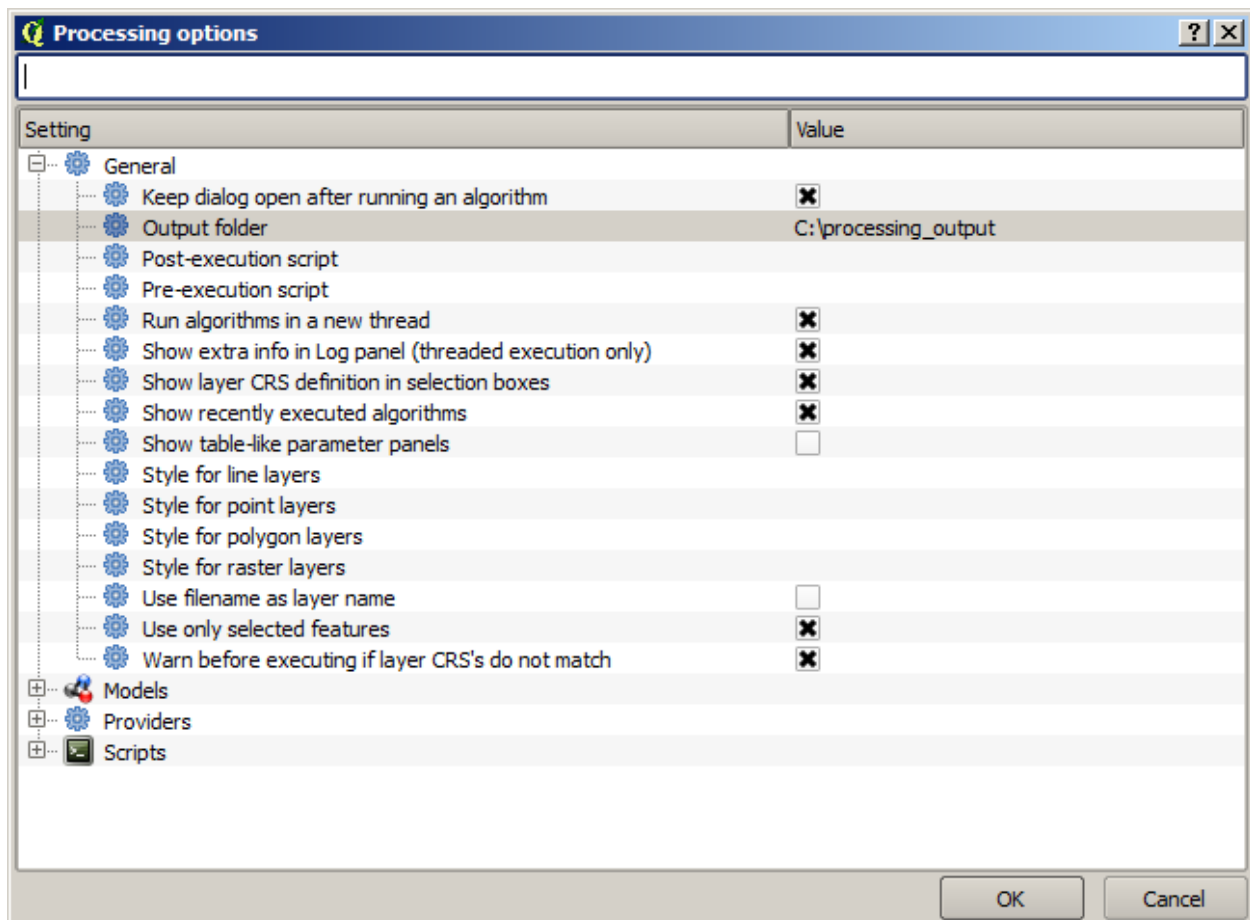 Processing options
Setting Value
General
Keep dialog open after running an algorithm
Output folder C:\processing_output
Post-execution script
Pre-execution script
Run algorithms in a new thread
Show extra info in Log panel (threaded execution only)
Show layer CRS definition in selection boxes
Show recently executed algorithms
Show table-like parameter panels
Style for line layers
Style for point layers
Style for polygon layers
Style for raster layers
Use filename as layer name
Use only selected features
Warn before executing if layer CRS's do not match
Models
Providers
Scripts
OK Cancel